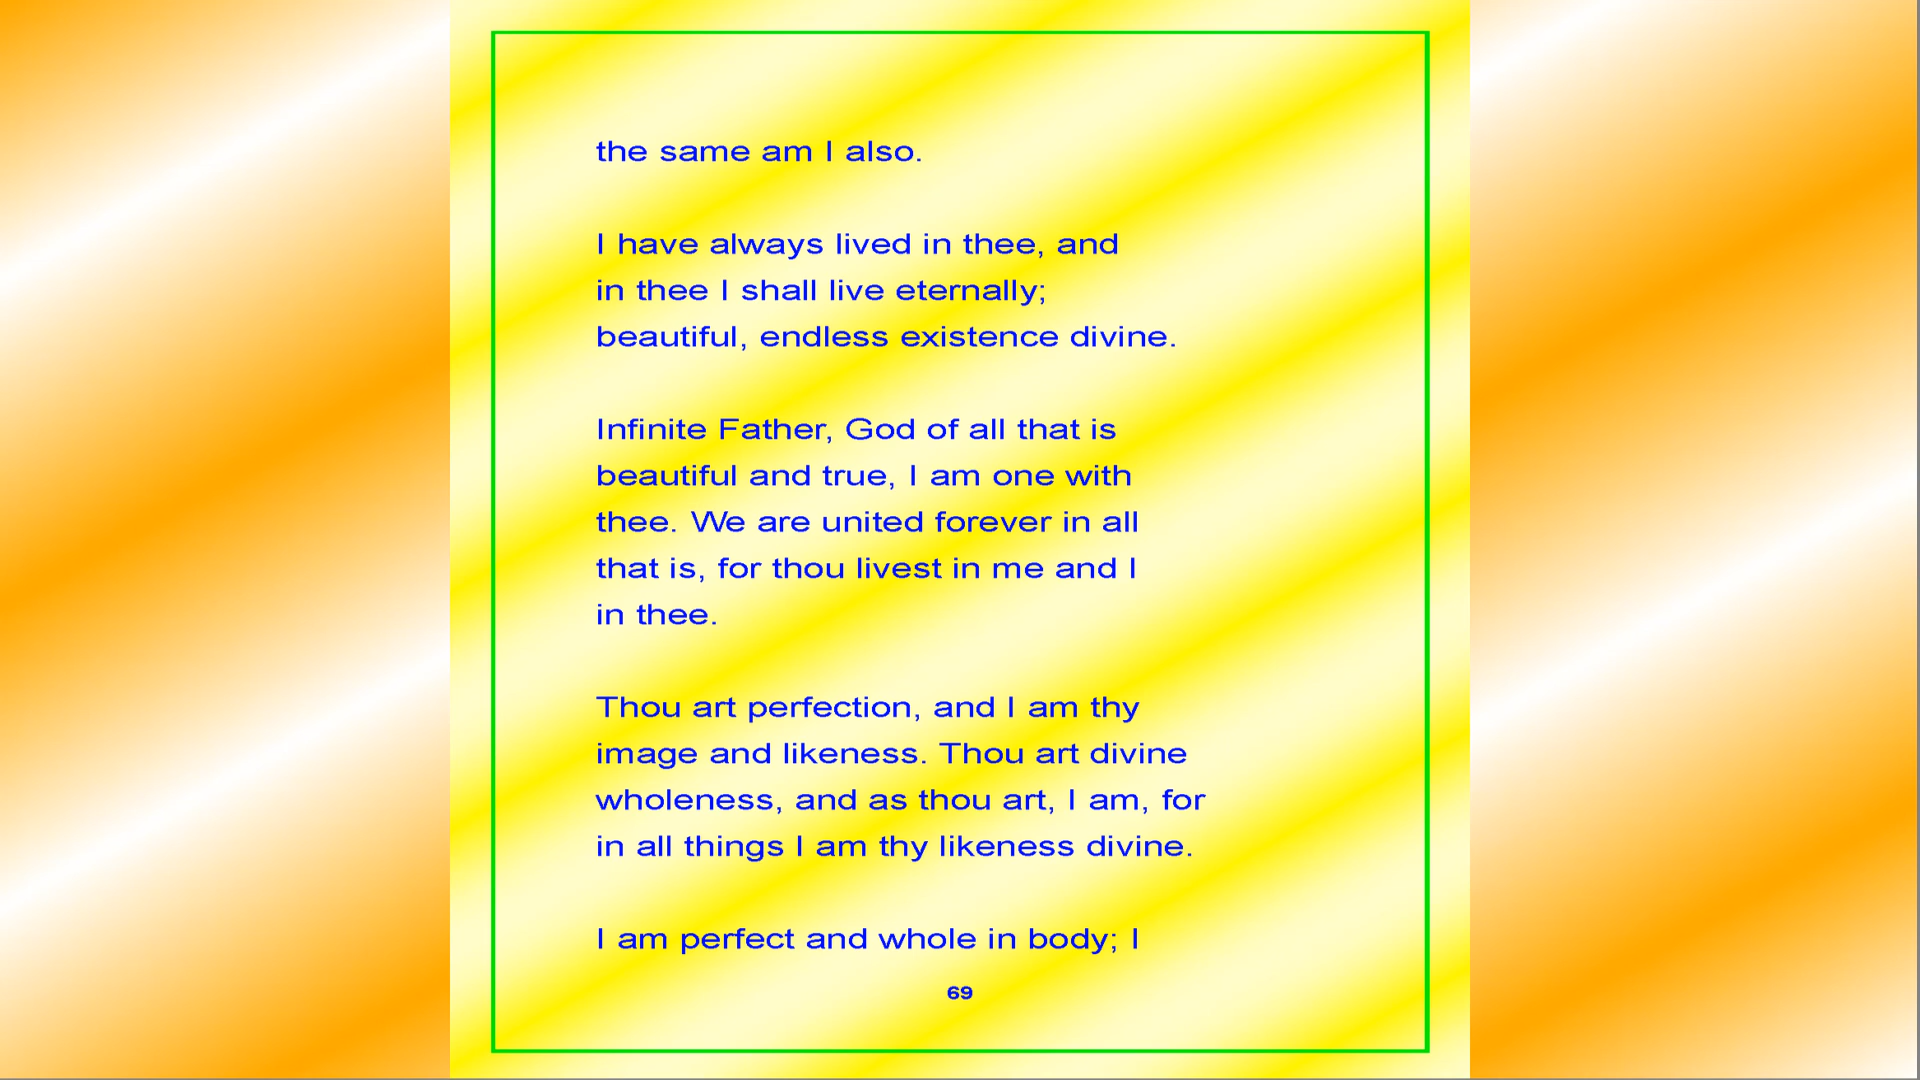 the same am I also.
I have always lived in thee, and
in thee I shall live eternally;
beautiful, endless existence divine.
Infinite Father, God of all that is
beautiful and true, I am one with
thee. We are united forever in all
that is, for thou livest in me and I
in thee.
Thou art perfection, and I am thy
image and likeness. Thou art divine
wholeness, and as thou art, I am, for
in all things I am thy likeness divine.
I am perfect and whole in body; I
69